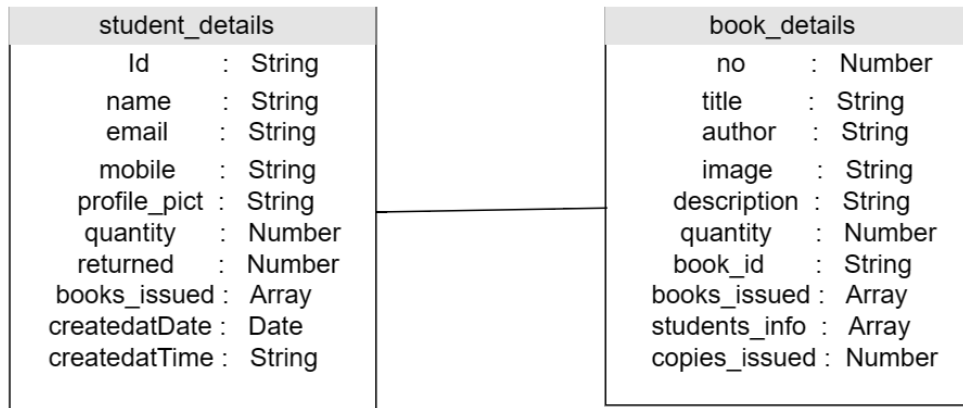 student_details
Id : String
name : String
email : String
mobile : String
profile_pict : String
quantity : Number
returned : Number
books_issued : Array
createdatDate : Date
createdatTime : String
book_details
no : Number
title : String
author : String
image : String
description : String
quantity : Number
book_id : String
books_issued : Array
students_info : Array
copies_issued : Number